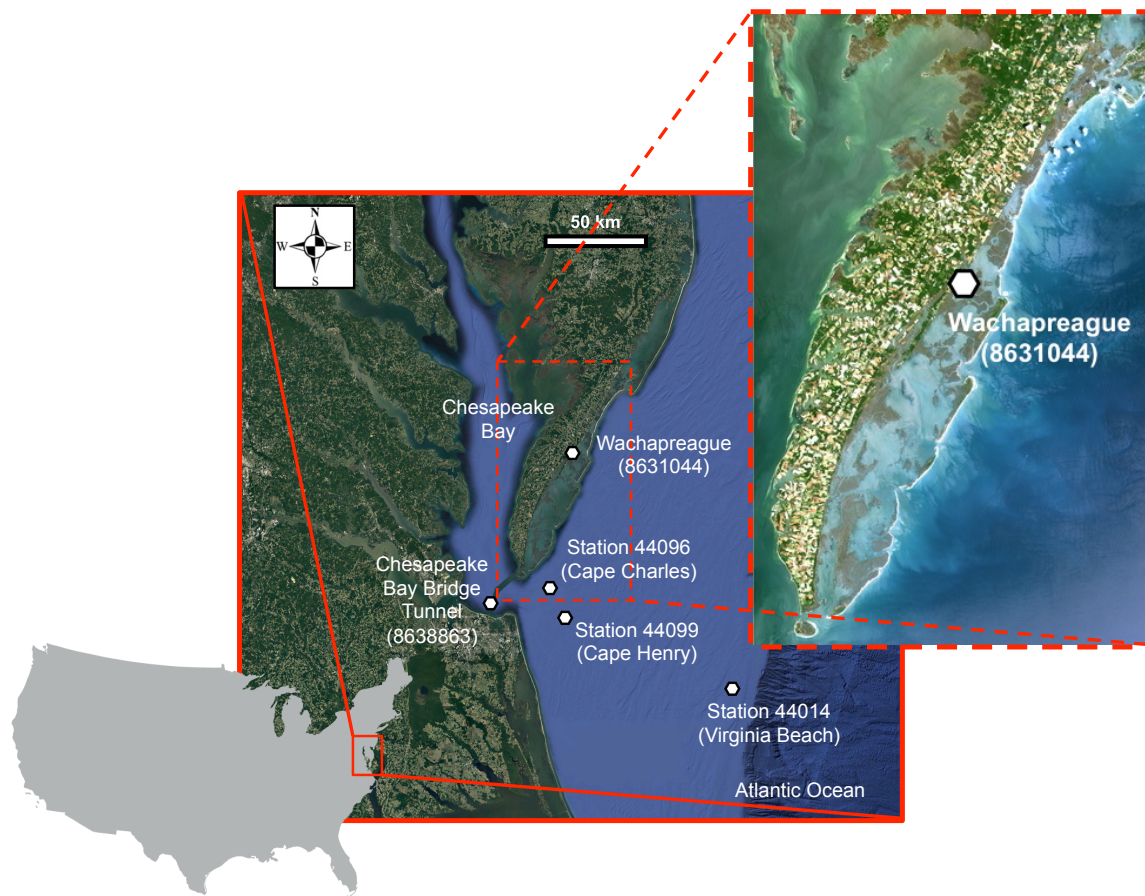 N
W E
S
50 km
Wachapreague
(8631044)
Chesapeake
Bay
Wachapreague
(8631044)
Station 44096
(Cape Charles)
Chesapeake
Bay Bridge
Tunnel
(8638863)
Station 44099
(Cape Henry)
Station 44014
(Virginia Beach)
Atlantic Ocean